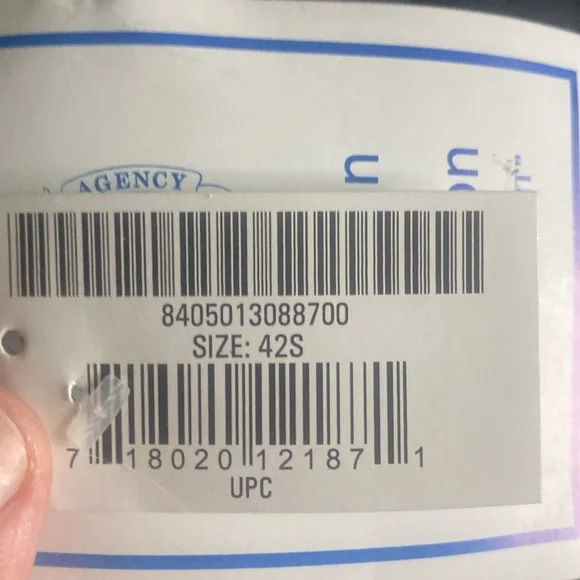 AGENCY
8405013088700
SIZE: 42S
7 18020 12187 1
UPC